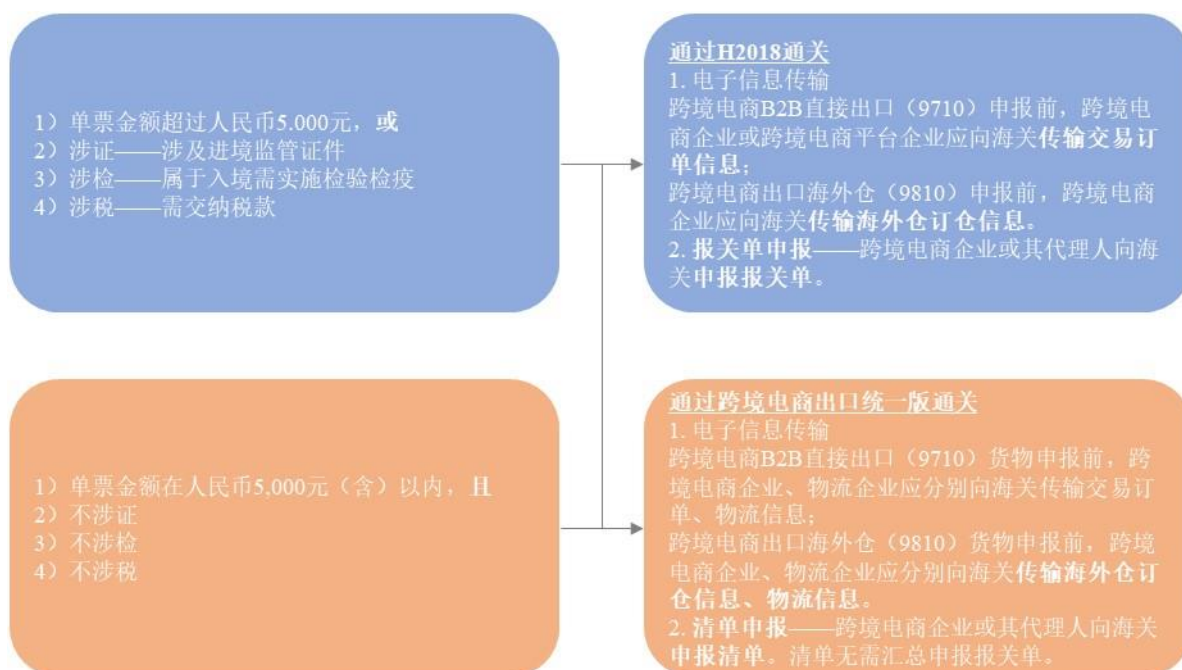 1）单票金额超过人民币5.000元，或
2）涉证——涉及进境监管证件
3）涉检——属于入境需实施检验检疫
4）涉税——需交纳税款
通过H2018通关
1. 电子信息传输
跨境电商B2B直接出口（9710）申报前，跨境电
商企业或跨境电商平台企业应向海关传输交易订
单信息；
跨境电商出口海外仓（9810）申报前，跨境电商
企业应向海关传输海外仓订仓信息。
2. 报关单申报——跨境电商企业或其代理人向海
关申报报关单。
1）单票金额在人民币5,000元（含）以内，且
2）不涉证
3）不涉检
4）不涉税
通过跨境电商出口统一版通关
1. 电子信息传输
跨境电商B2B直接出口（9710）货物申报前，跨
境电商企业、物流企业应分别向海关传输交易订
单、物流信息；
跨境电商出口海外仓（9810）货物申报前，跨境
电商企业、物流企业应分别向海关传输海外仓订
仓信息、物流信息。
2. 清单申报——跨境电商企业或其代理人向海关
申报清单。清单无需汇总申报报关单。